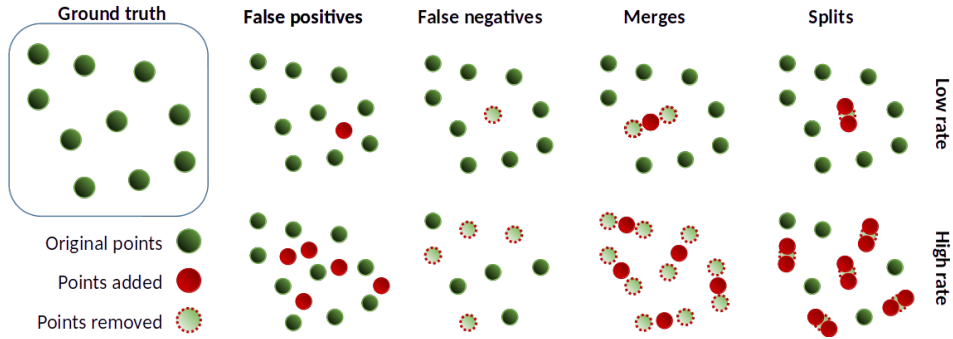 Ground truth
False positives
False negatives
Merges
Splits
Low rate
High rate
Original points
Points added
Points removed